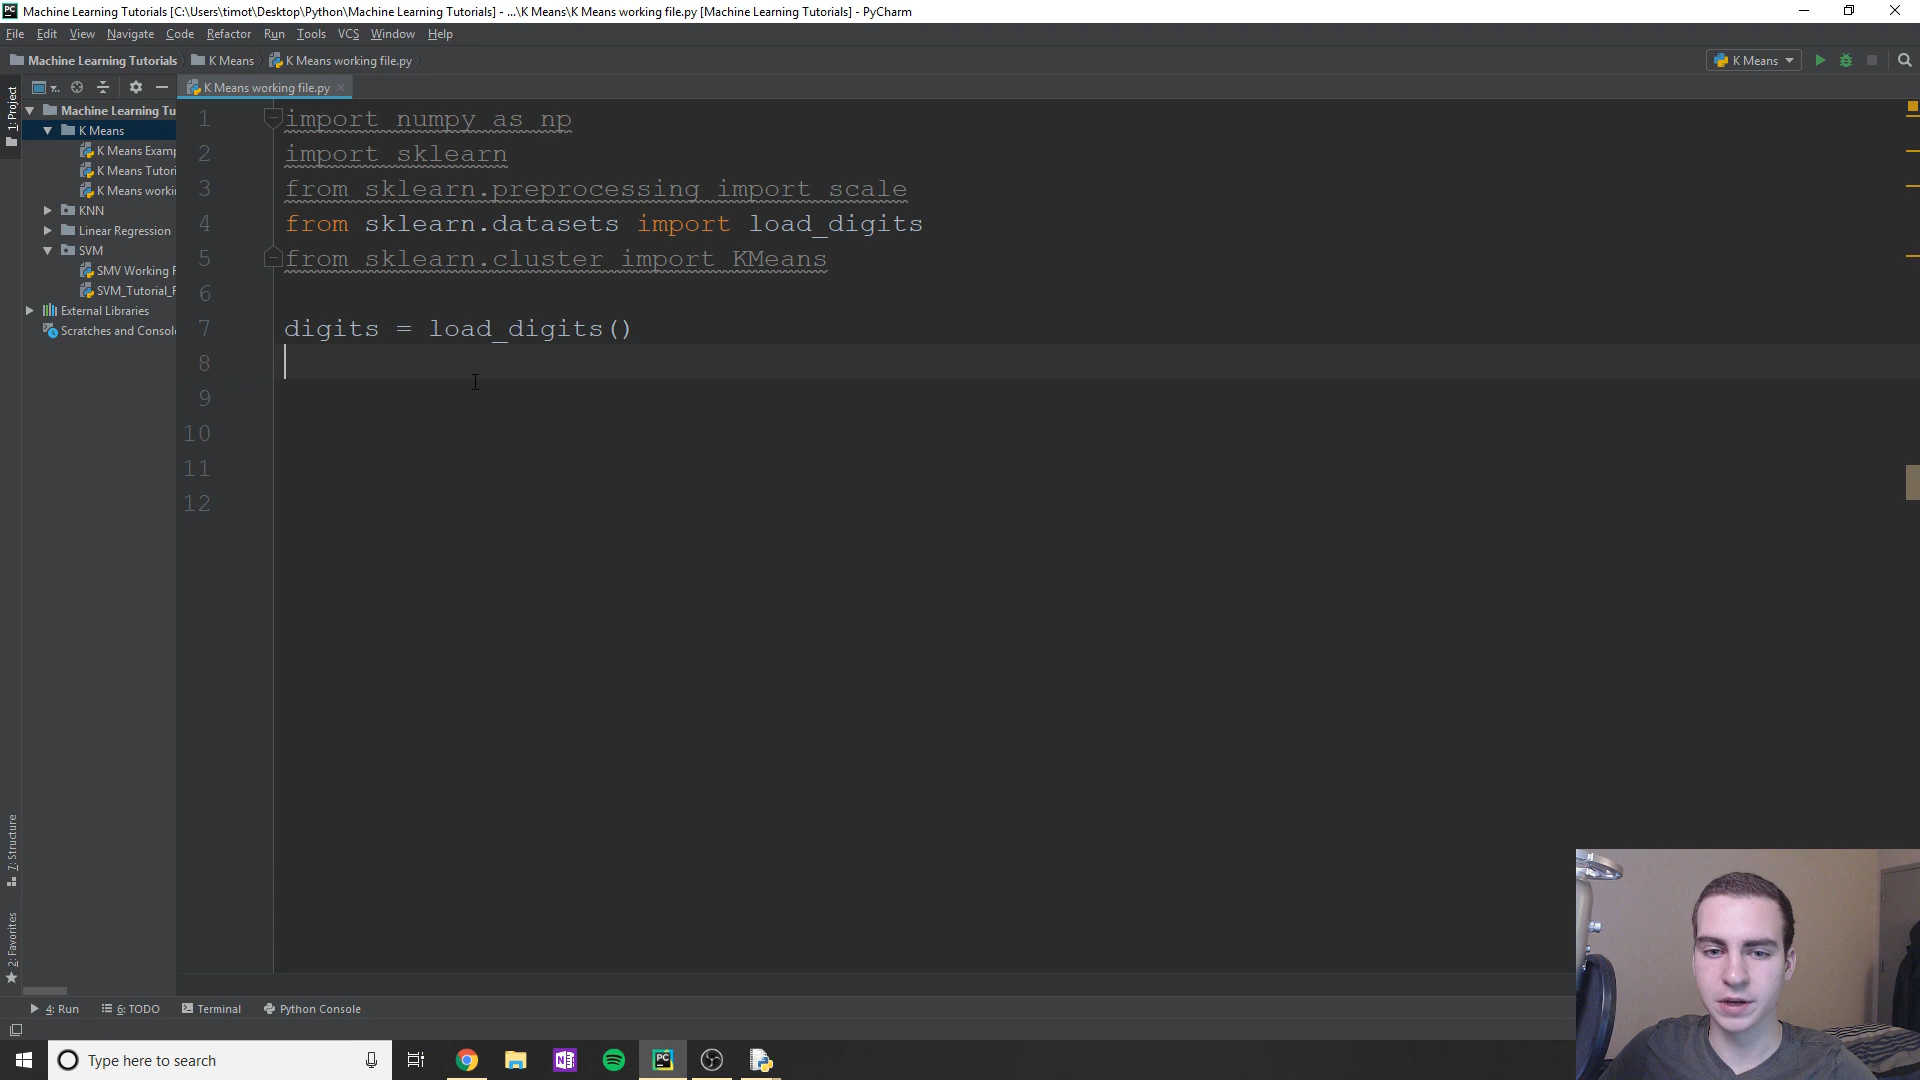 Machine Learning Tutorials [C:\Users\timot\Desktop\Python\Machine Learning Tutorials] - ...\K Means\K Means working file.py [Machine Learning Tutorials] - PyCharm
File Edit View Navigate Code Refactor Run Tools VCS Window Help
Machine Learning Tutorials K Means K Means working file.py K Means
K Means working file.py
1: Project
Machine Learning Tu
K Means
K Means Examp
K Means Tutori
K Means worki
KNN
Linear Regression
SVM
SMV Working F
SVM_Tutorial_F
External Libraries
Scratches and Consol
1 import numpy as np
2 import sklearn
3 from sklearn.preprocessing import scale
4 from sklearn.datasets import load_digits
5 from sklearn.cluster import KMeans
6
7 digits = load_digits()
8
9
10
11
12
7: Structure
2: Favorites
4: Run 6: TODO Terminal Python Console
Type here to search